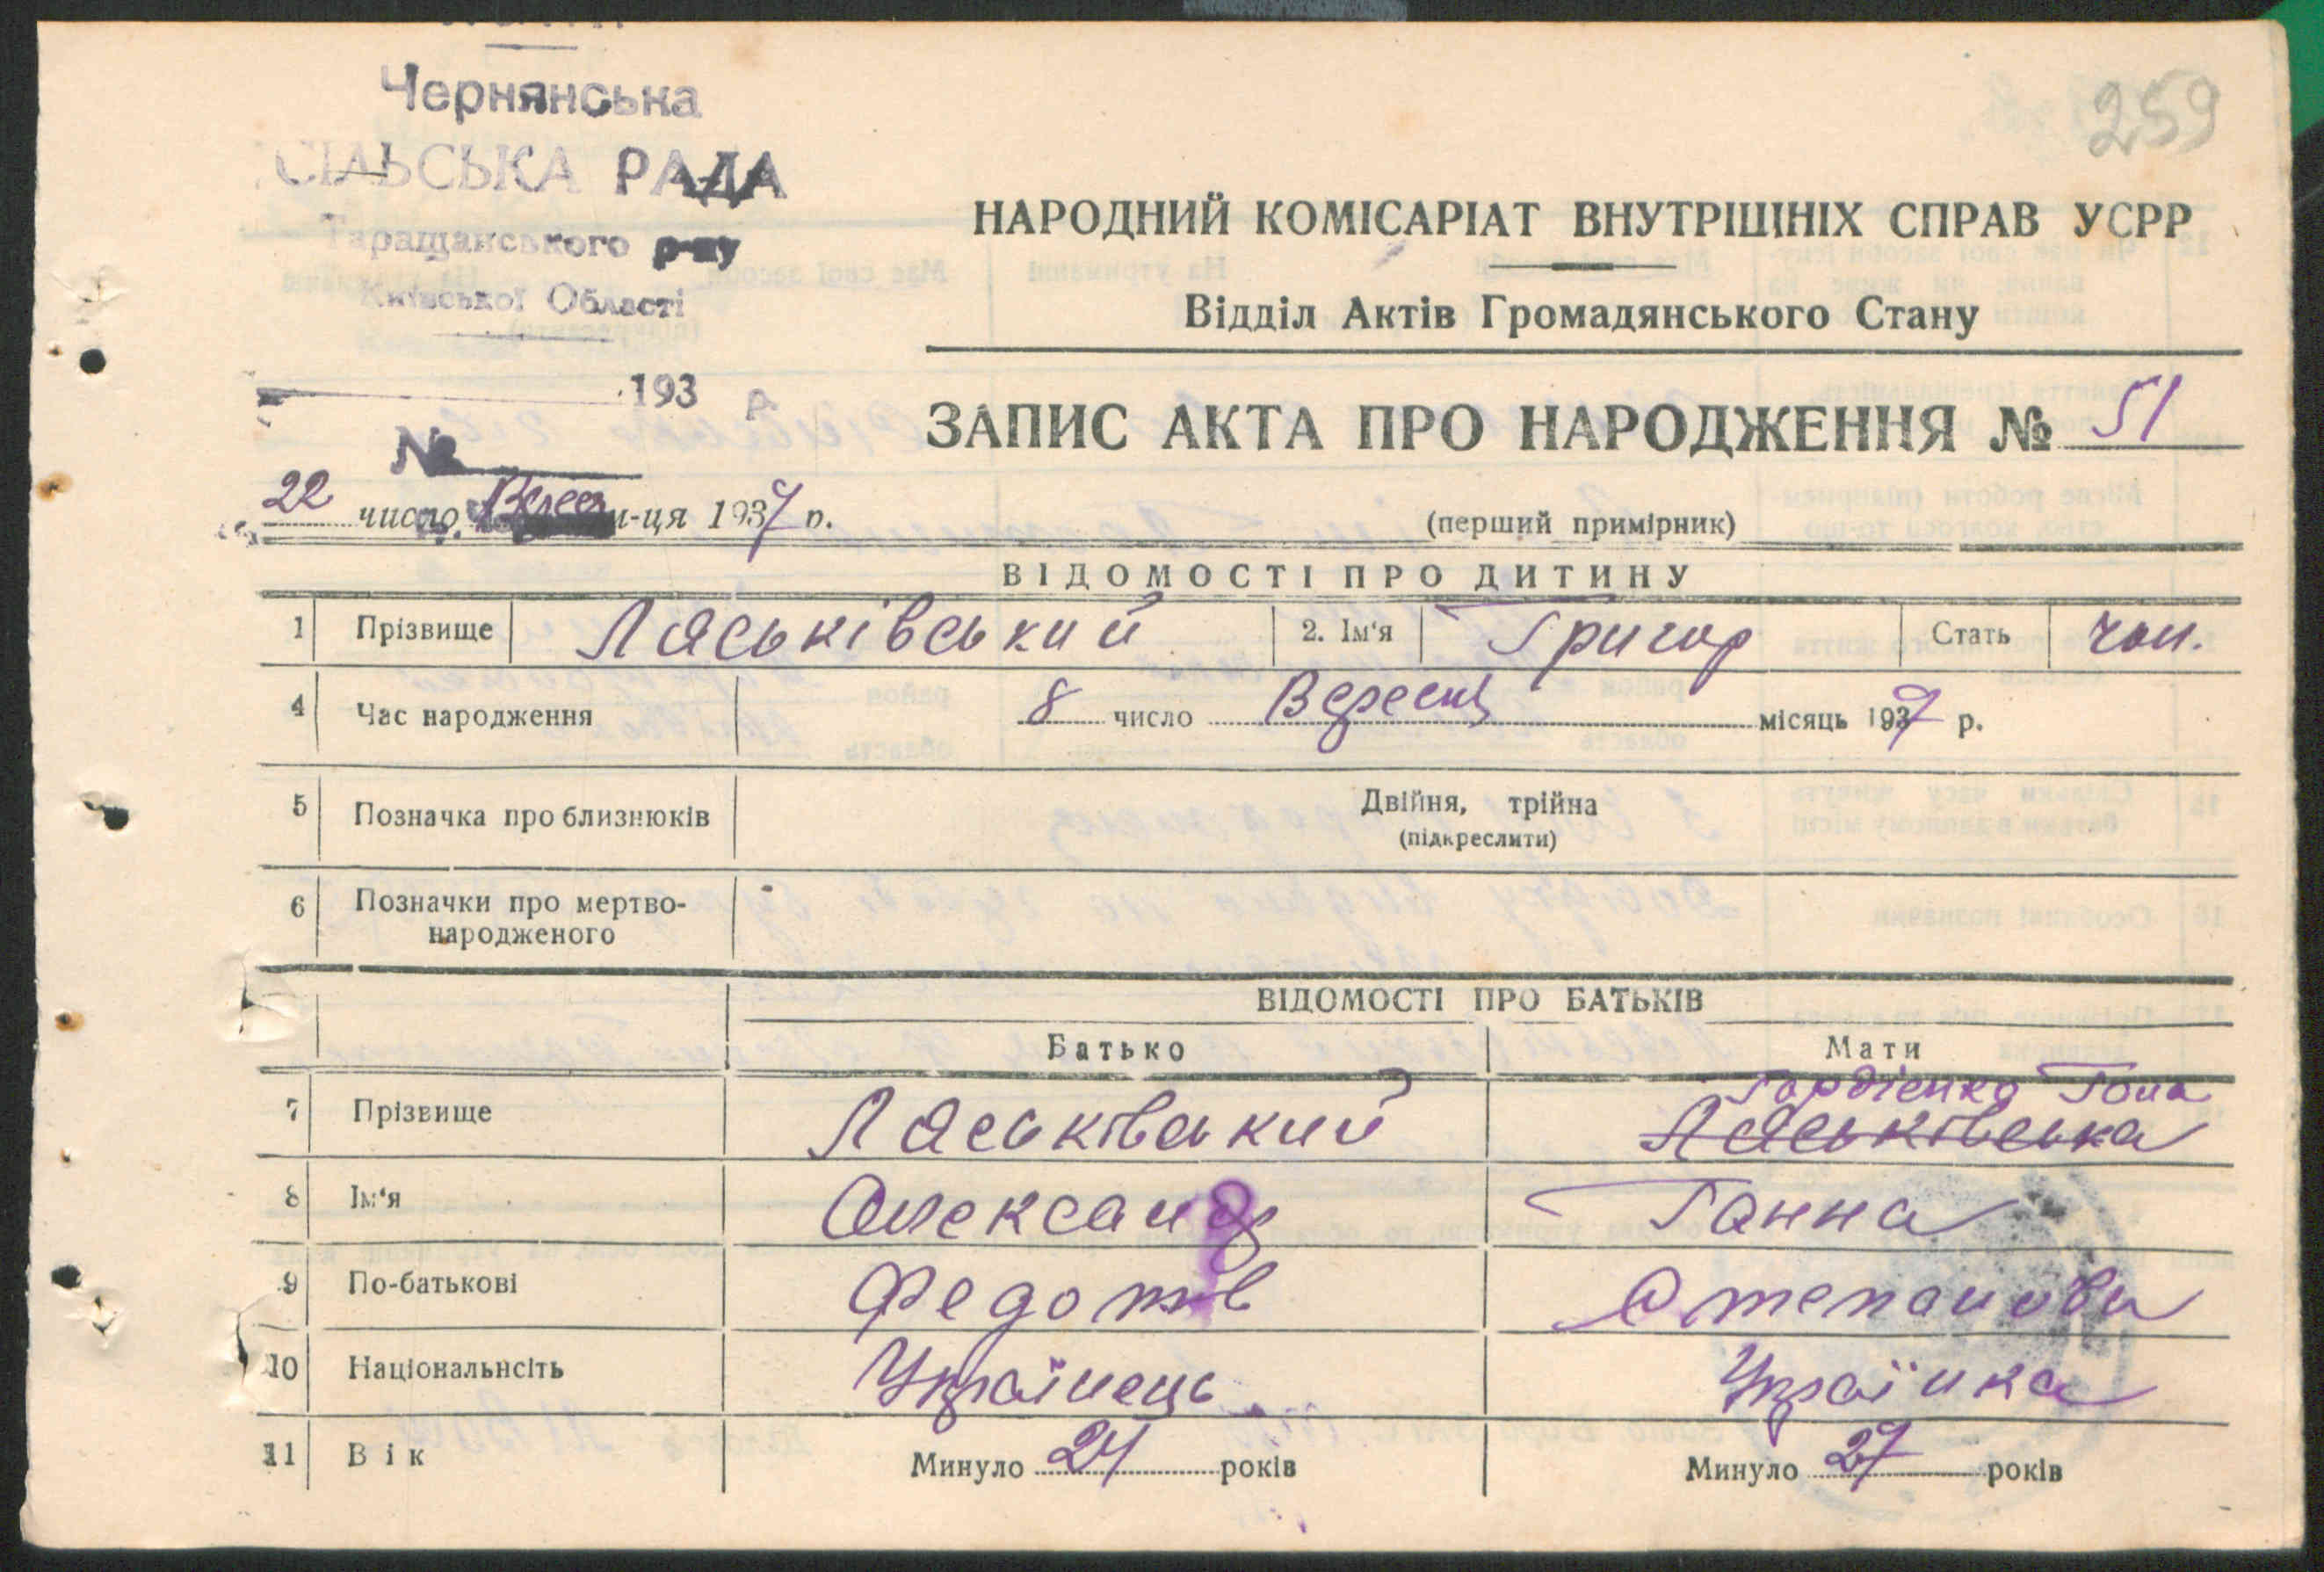 259
Чернянська
СІЛЬСЬКА РАДА
Таращанського р-ну
Київської Області
193 р.
№
22 число Верес м-ця 1937 р.
НАРОДНИЙ КОМІСАРІАТ ВНУТРІШНІХ СПРАВ УСРР
Відділ Актів Громадянського Стану
ЗАПИС АКТА ПРО НАРОДЖЕННЯ № 51
(перший примірник)
ВІДОМОСТІ ПРО ДИТИНУ
1 Прізвище Ляськівський 2. Ім'я Григор Стать чол.
4 Час народження 8 число Вересня місяць 1937 р.
5 Позначка про близнюків Двійня, трійна
(підкреслити)
6 Позначки про мертво-
народженого
ВІДОМОСТІ ПРО БАТЬКІВ
Батько Мати
Гордієнко
7 Прізвище Ляськівський Ляськівська
8 Ім'я Олександр Ганна
9 По-батькові Федотів Степанови
10 Національнсіть Українець Українка
11 Вік Минуло 24 років Минуло 27 років